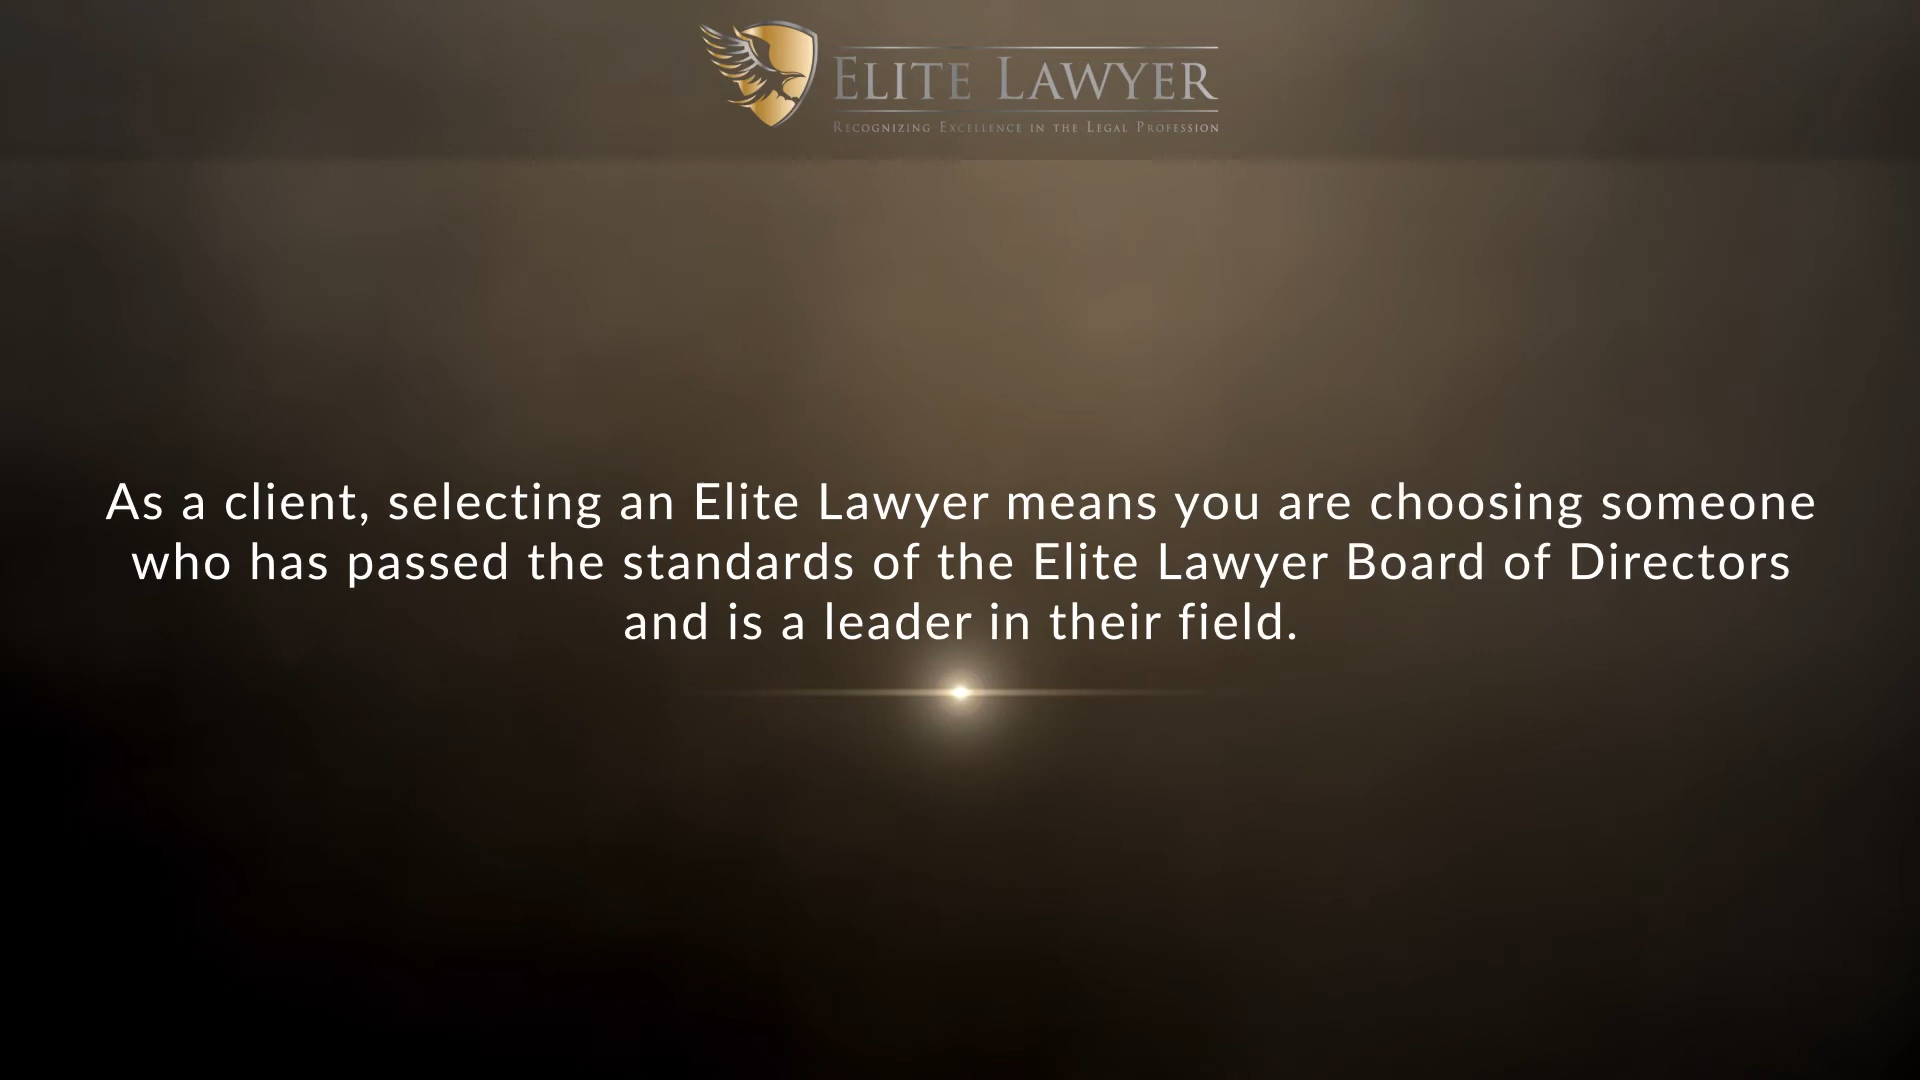 ELITE LAWYER
RECOGNIZING EXCELLENCE IN THE LEGAL PROFESSION
As a client, selecting an Elite Lawyer means you are choosing someone
who has passed the standards of the Elite Lawyer Board of Directors
and is a leader in their field.